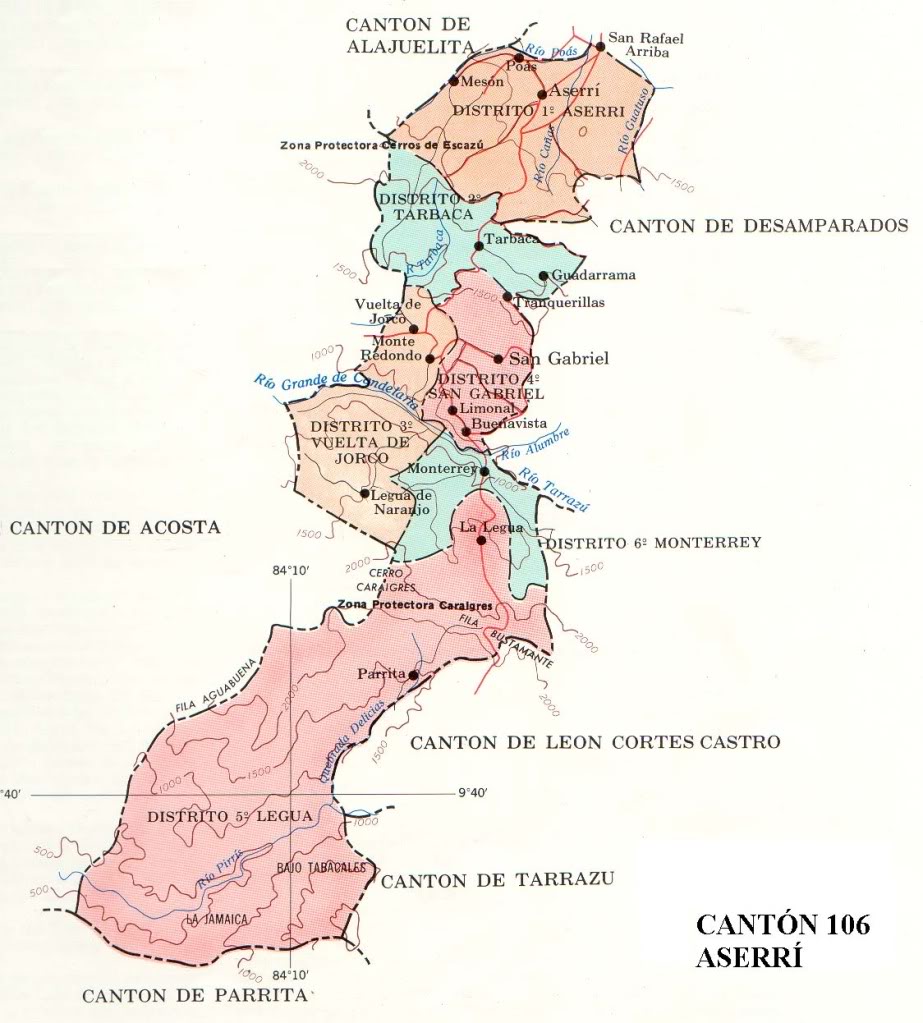 CANTON DE
ALAJUELITA
San Rafael
Arriba
Río Poás
Poás
Mesón
Aserrí
DISTRITO 1º ASERRI
Río Cañas
Río Guatuso
Zona Protectora Cerros de Escazú
2000
1500
DISTRITO 2º
TARBACA
CANTON DE DESAMPARADOS
R Tarbaca
Tarbaca
1500
Guadarrama
1500
Tranquerillas
Vuelta de
Jorco
Monte
Redondo
1000
San Gabriel
Río Grande de Candelaria
DISTRITO 4º
SAN GABRIEL
Limonal
Buenavista
DISTRITO 3º
VUELTA DE
JORCO
Río Alumbre
Monterrey
1000
Río Tarrazú
Legua de
Naranjo
CANTON DE ACOSTA
1500
La Legua
DISTRITO 6º MONTERREY
2000
1500
84°10'
CERRO
CARAIGRES
Zona Protectora Caraigres
FILA BUSTAMANTE
2000
FILA AGUABUENA
Parrita
2000
2000
Quebrada Delicias
1500
CANTON DE LEON CORTES CASTRO
1500
1000
°40'
9°40'
DISTRITO 5º LEGUA
1000
500
Río Pirrís
BAJO TABACALES
500
CANTON DE TARRAZU
LA JAMAICA
CANTÓN 106
ASERRÍ
1000
84°10'
CANTON DE PARRITA